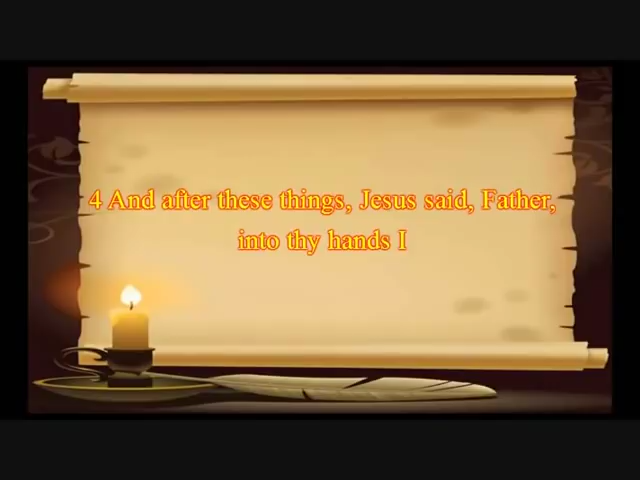 4 And after these things, Jesus said, Father,
into thy hands I